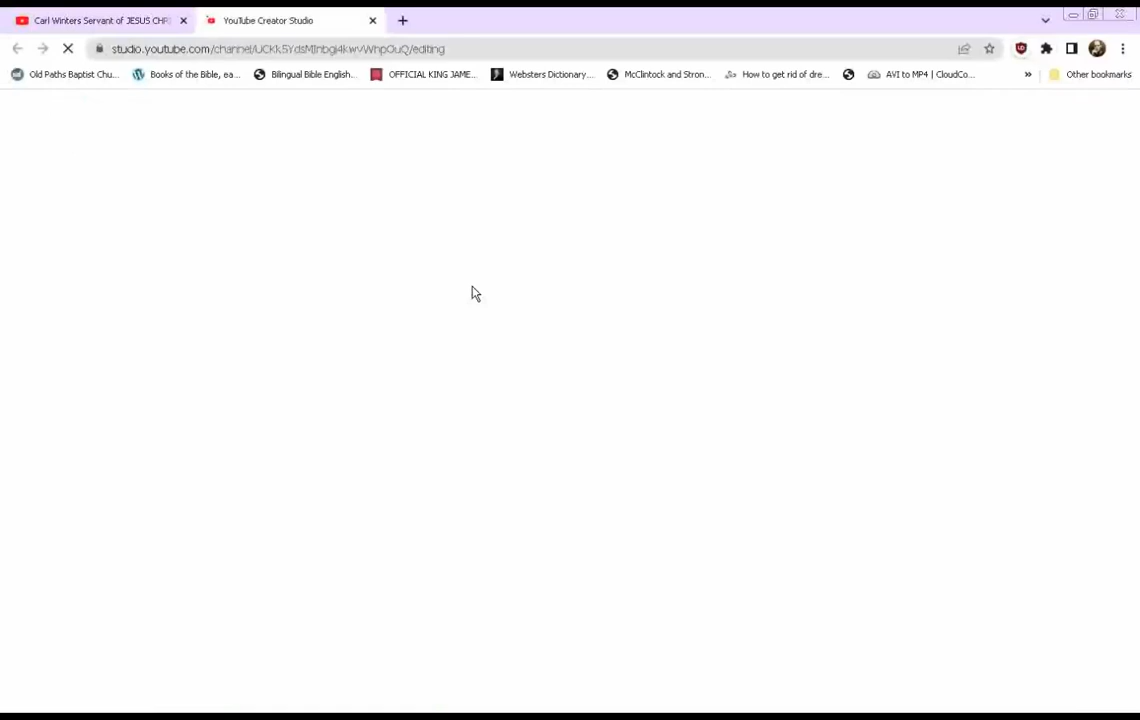 Carl Winters Servant of JESUS CHRI
YouTube Creator Studio
studio.youtube.com/channel/
/editing
Old Paths Baptist Chu...
Books of the Bible, ea...
Bilingual Bible English...
OFFICIAL KING JAME...
Websters Dictionary...
McClintock and Stron...
How to get rid of dre...
AVI to MP4 | CloudCo...
»
Other bookmarks